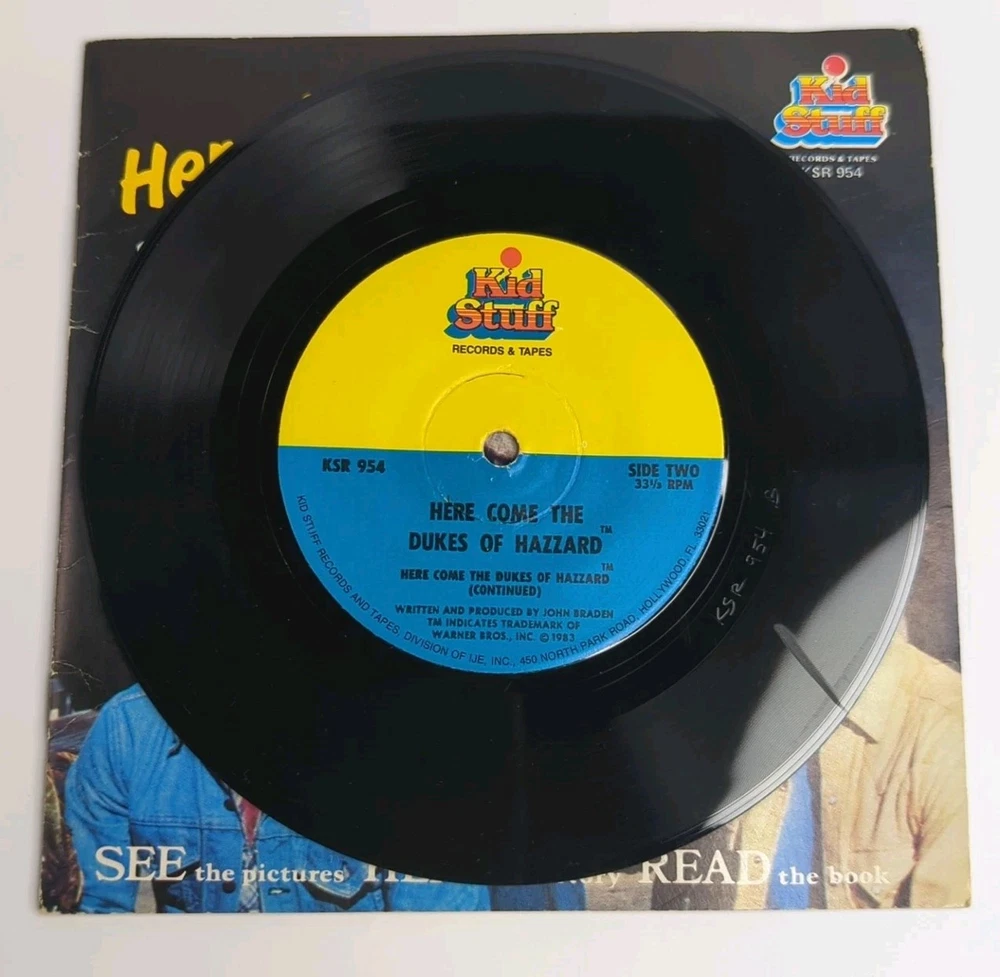 Her
Kid
Stuff
RECORDS & TAPES
KSR 954
Kid
Stuff
RECORDS & TAPES
KSR 954
SIDE TWO
33⅓ RPM
HERE COME THE
DUKES OF HAZZARD™
HERE COME THE DUKES OF HAZZARD™
(CONTINUED)
WRITTEN AND PRODUCED BY JOHN BRADEN
TM INDICATES TRADEMARK OF
WARNER BROS., INC. © 1983
KID STUFF RECORDS AND TAPES, DIVISION OF IJE, INC., 450 NORTH PARK ROAD, HOLLYWOOD, FL 33021
KSR 954 B
SEE the pictures READ the book